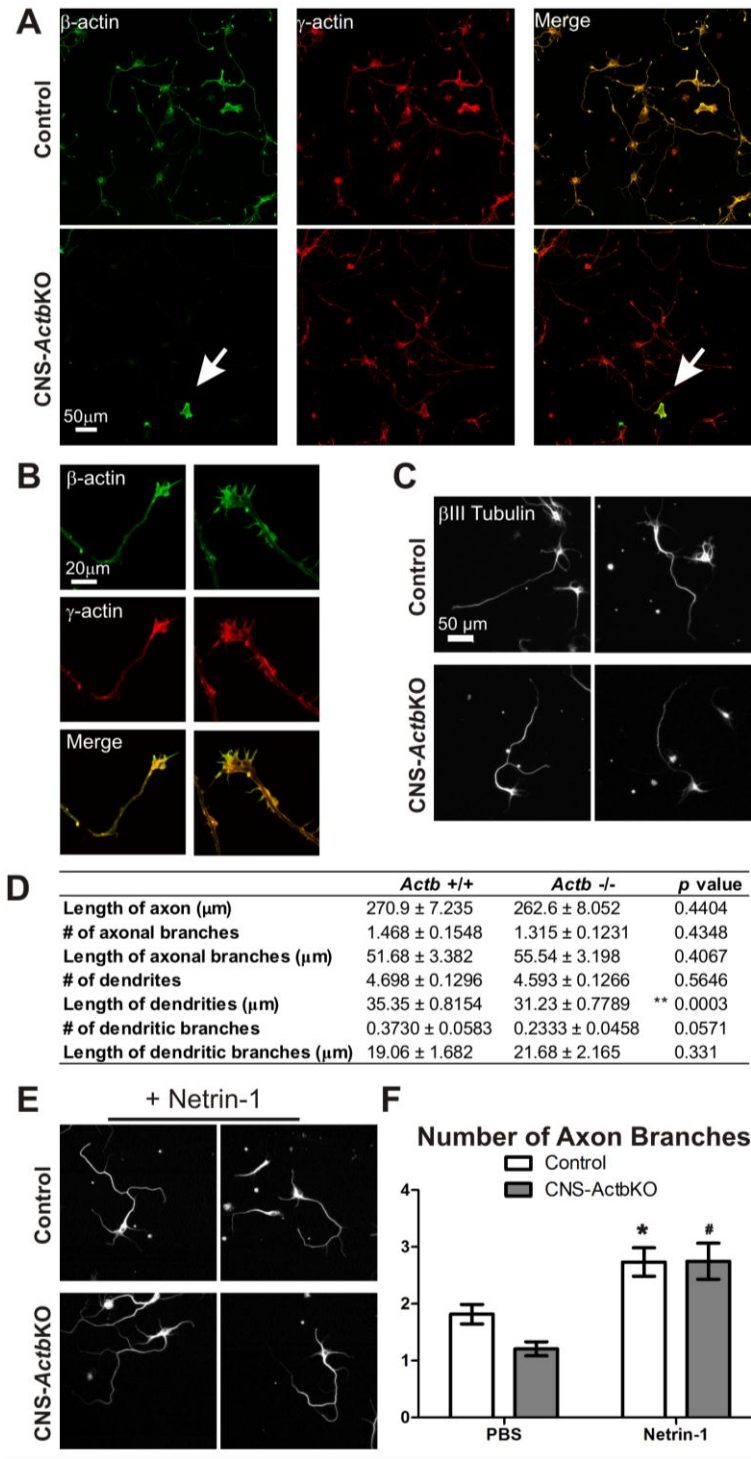 A
β-actin
γ-actin
Merge
Control
CNS-ActbKO
50μm
B
β-actin
20μm
γ-actin
Merge
C
βIII Tubulin
Control
50 μm
CNS-ActbKO
D
Actb +/+ Actb -/- p value
Length of axon (μm) 270.9 ± 7.235 262.6 ± 8.052 0.4404
# of axonal branches 1.468 ± 0.1548 1.315 ± 0.1231 0.4348
Length of axonal branches (μm) 51.68 ± 3.382 55.54 ± 3.198 0.4067
# of dendrites 4.698 ± 0.1296 4.593 ± 0.1266 0.5646
Length of dendrities (μm) 35.35 ± 0.8154 31.23 ± 0.7789 ** 0.0003
# of dendritic branches 0.3730 ± 0.0583 0.2333 ± 0.0458 0.0571
Length of dendritic branches (μm) 19.06 ± 1.682 21.68 ± 2.165 0.331
E
+ Netrin-1
Control
CNS-ActbKO
F
Number of Axon Branches
Control
CNS-ActbKO
4
3
2
1
0
* #
PBS Netrin-1